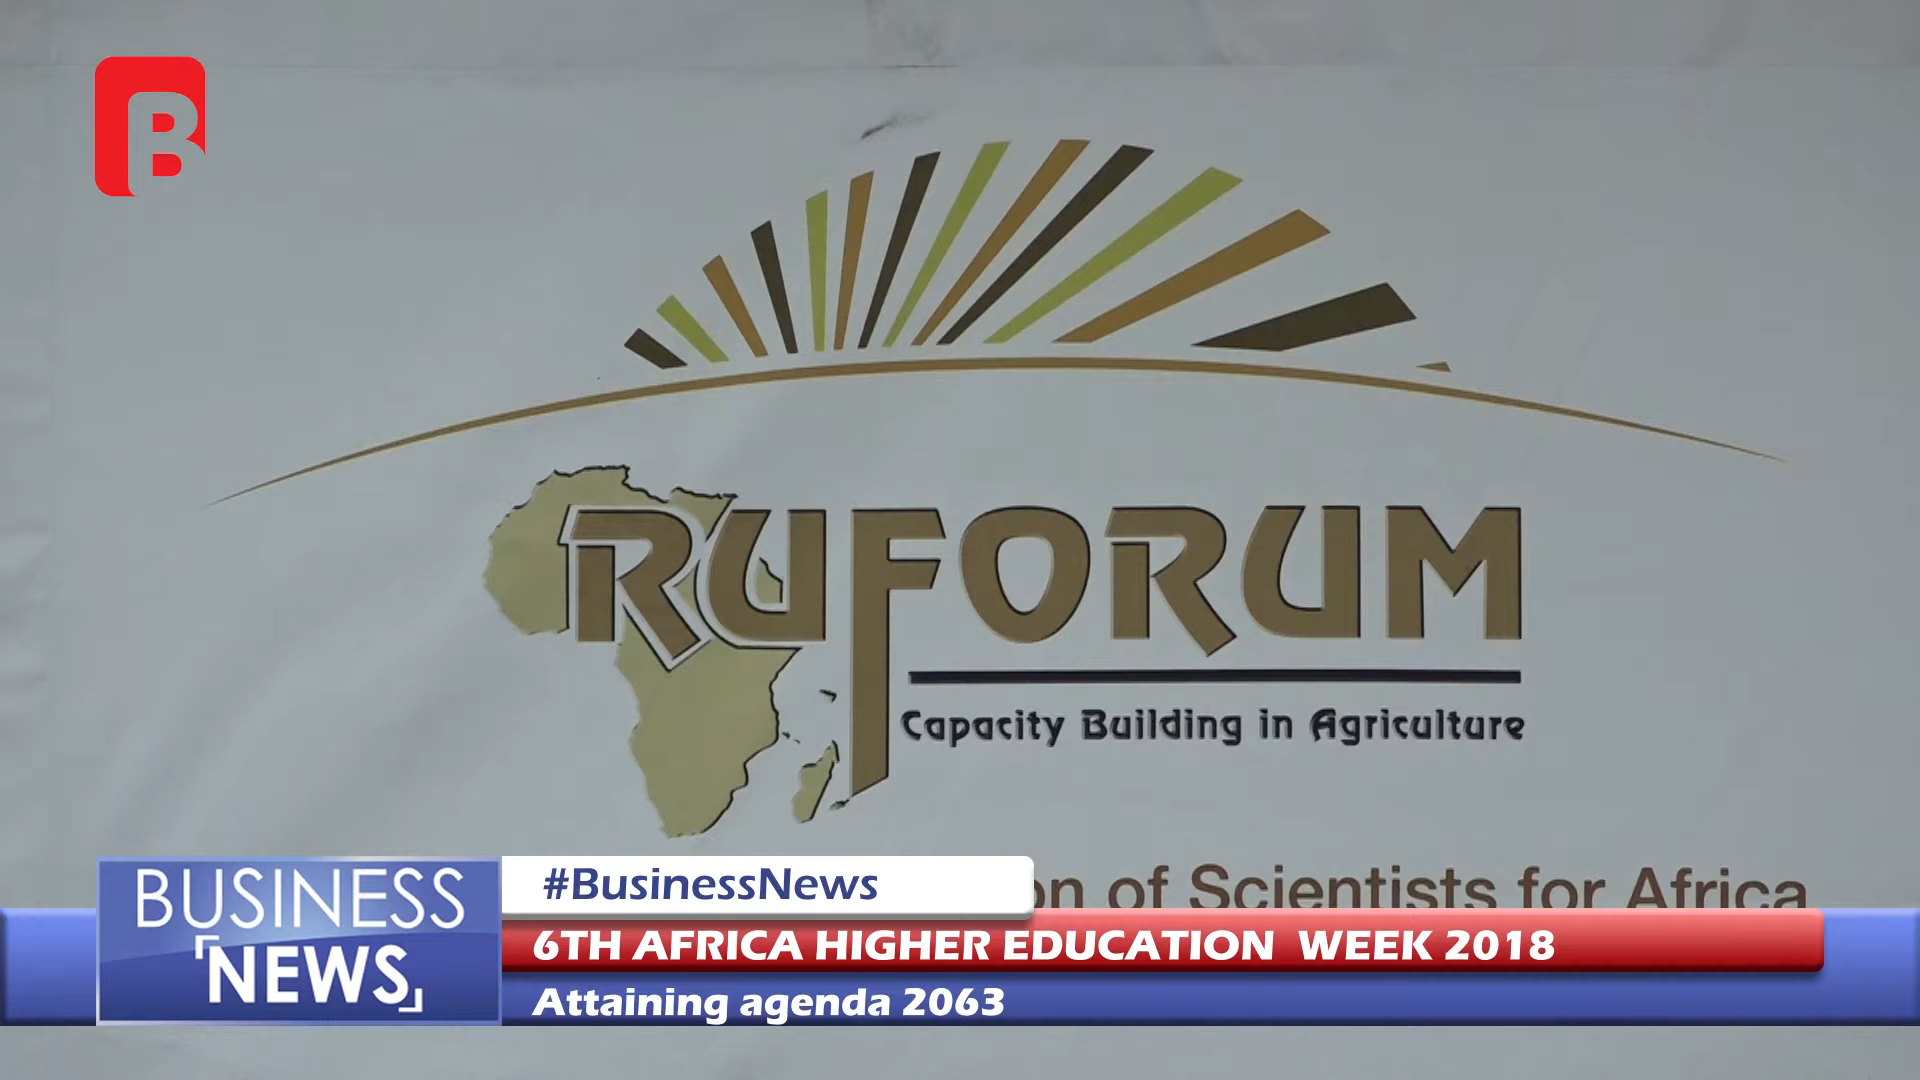 B
RUFORUM
Capacity Building in Agriculture
of Scientists for Africa
BUSINESS
NEWS
#BusinessNews
6TH AFRICA HIGHER EDUCATION WEEK 2018
Attaining agenda 2063